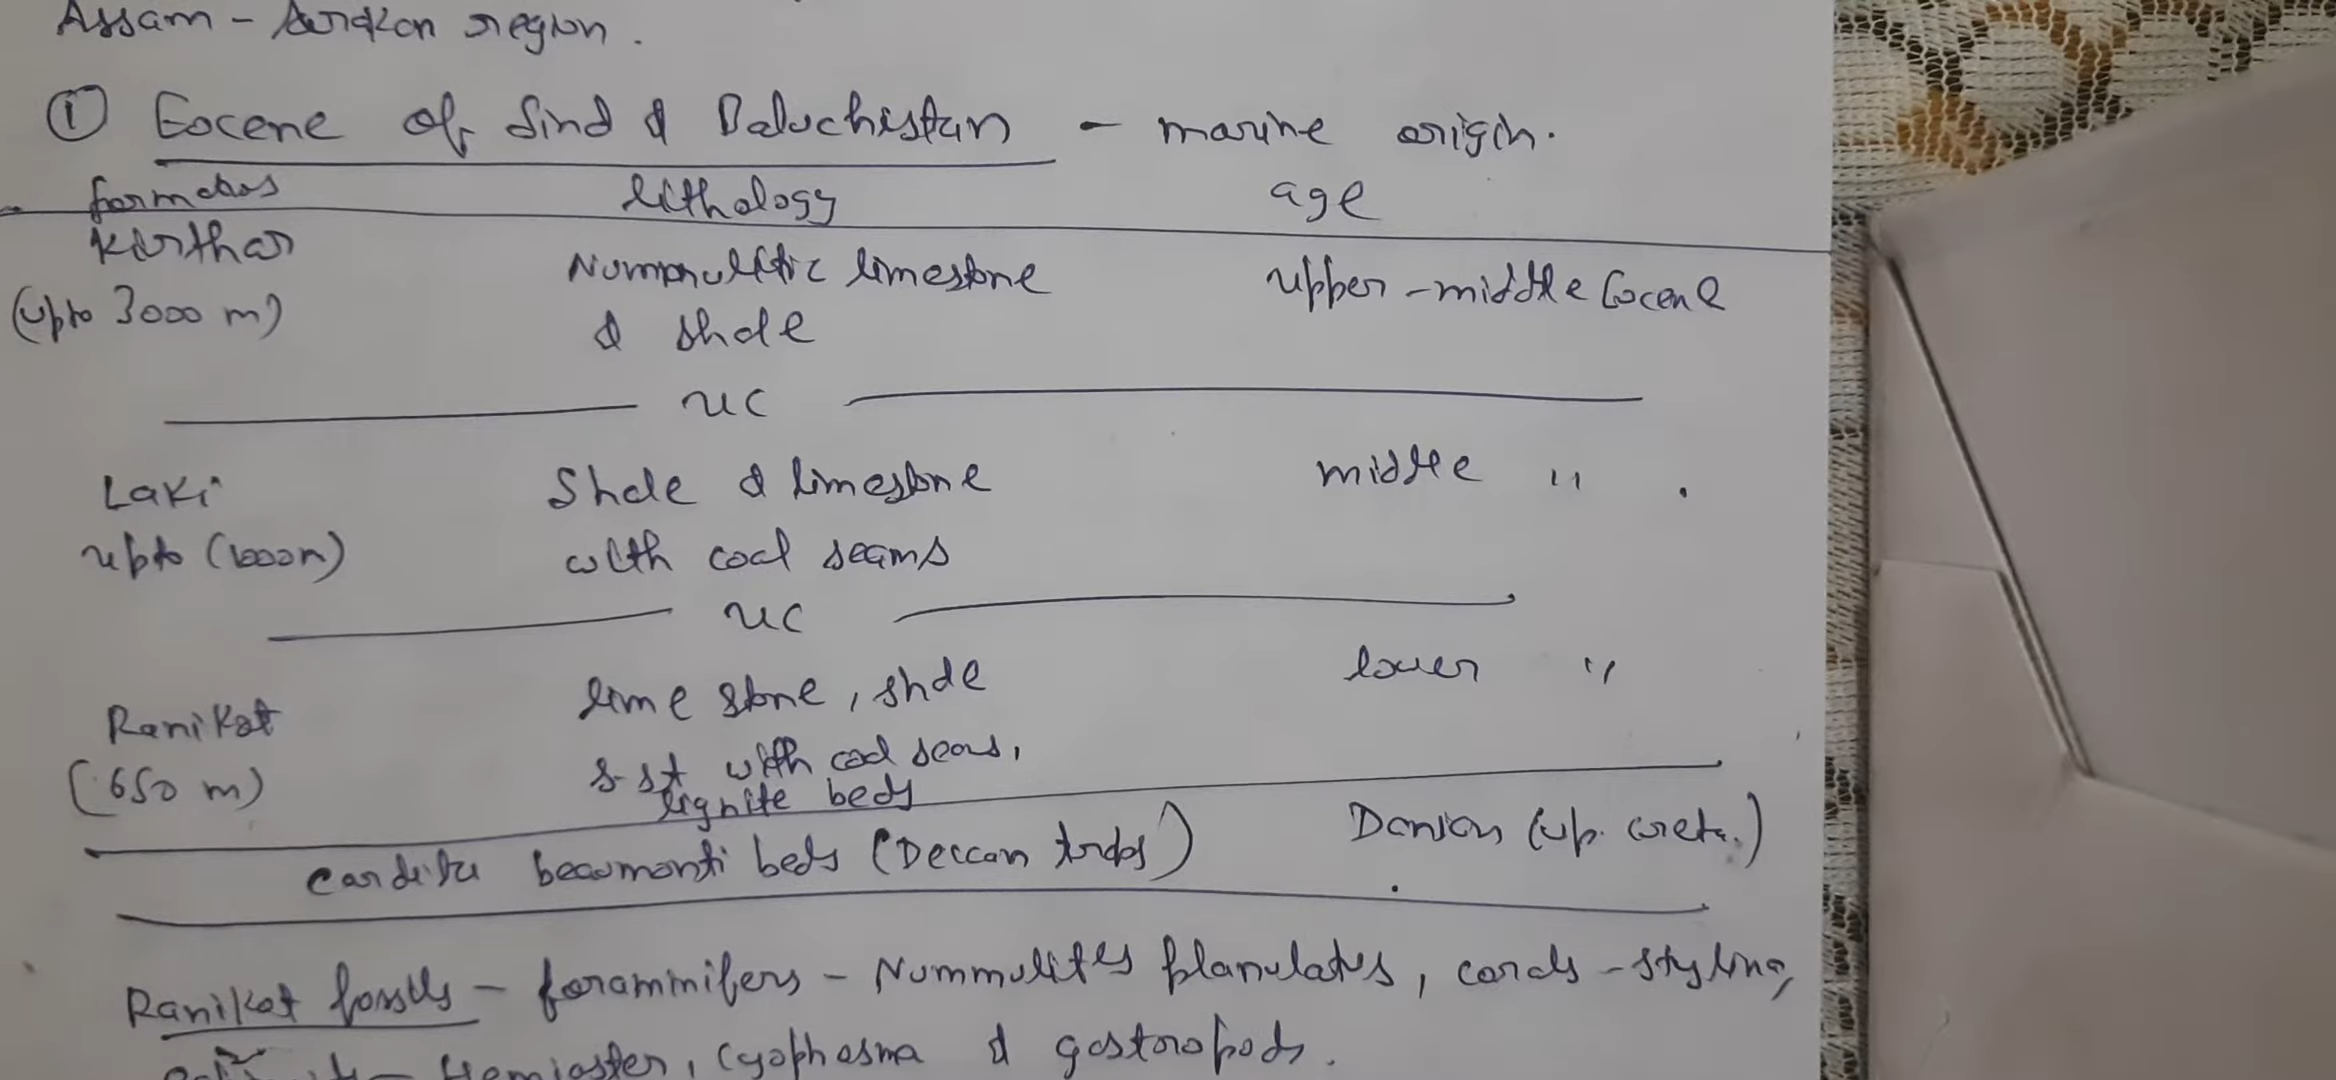 Assam - Arakan region.
① Eocene of Sind & Baluchistan - marine origin.
formations lithology age
Kirthar Nummulitic limestone upper-middle Eocene
(upto 3000 m) & shale
UC
Laki Shale & limestone middle " .
upto (1000m) with coal seams
UC
Ranikot lime stone, shale lower "
(650 m) s.st with coal seams,
lignite beds
Cardita beaumonti beds (Deccan traps) Danian (up. creta.)
Ranikot fossils - foraminifers - Nummulites planulatus, corals - styline,
- Hemiaster, & gastropods.